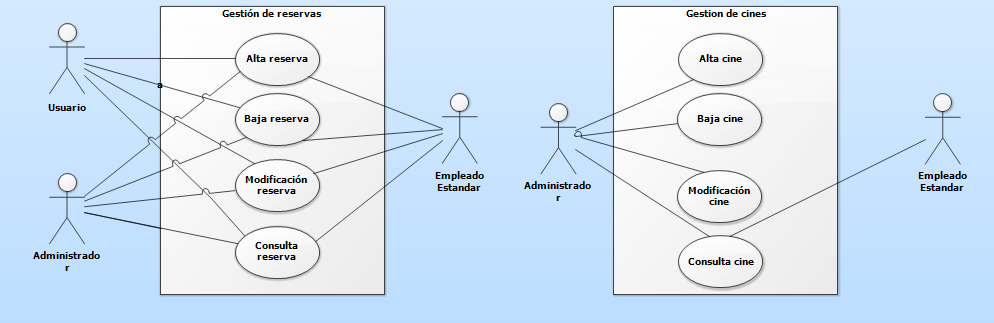 Gestión de reservas
Usuario
Alta reserva
a
Baja reserva
Modificación
reserva
Consulta
reserva
Administrado
r
Empleado
Estandar
Gestion de cines
Administrado
r
Alta cine
Baja cine
Modificación
cine
Consulta cine
Empleado
Estandar